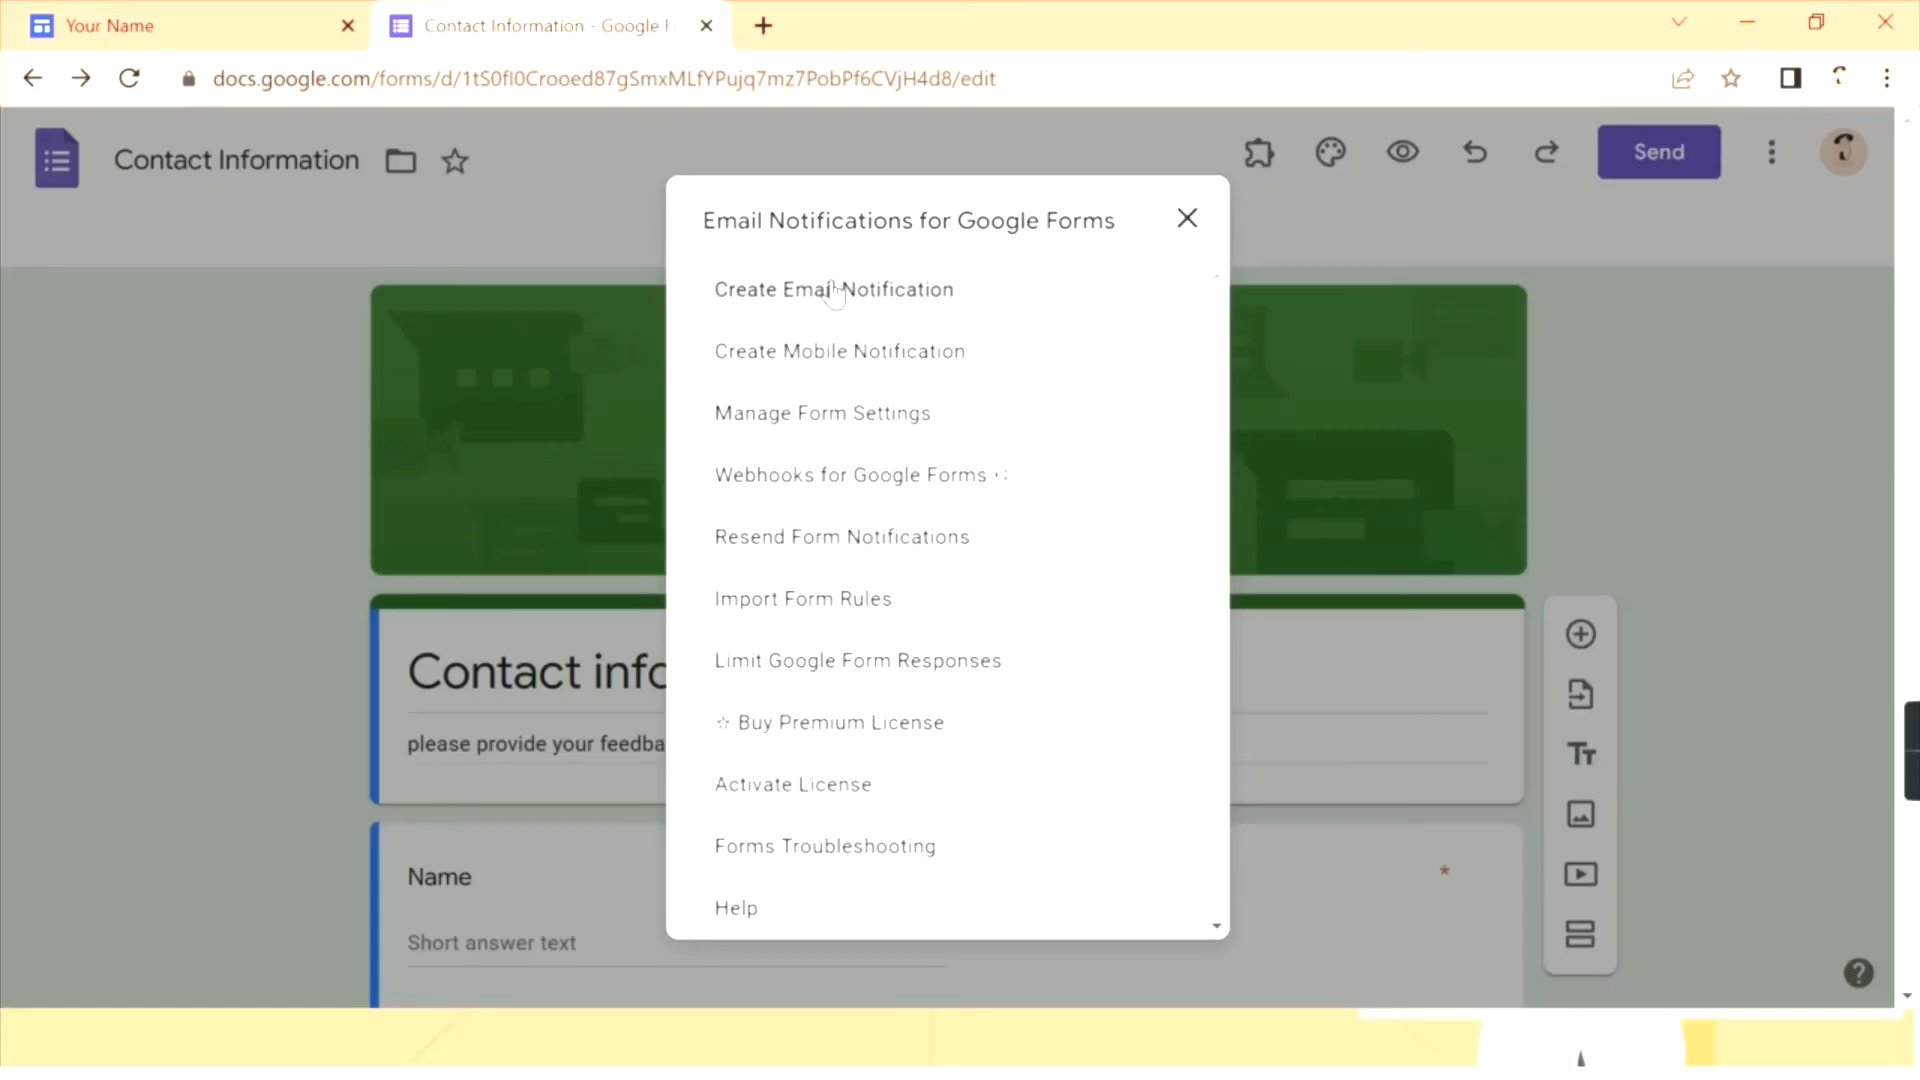 Your Name
Contact Information - Google F
docs.google.com/forms/d/1tS0fI0Crooed87gSmxMLfYPujq7mz7PobPf6CVjH4d8/edit
Contact Information
Send
Email Notifications for Google Forms
Create Email Notification
Create Mobile Notification
Manage Form Settings
Webhooks for Google Forms
Resend Form Notifications
Import Form Rules
Limit Google Form Responses
☆ Buy Premium License
Activate License
Forms Troubleshooting
Help
Contact info
please provide your feedba
Name
*
Short answer text